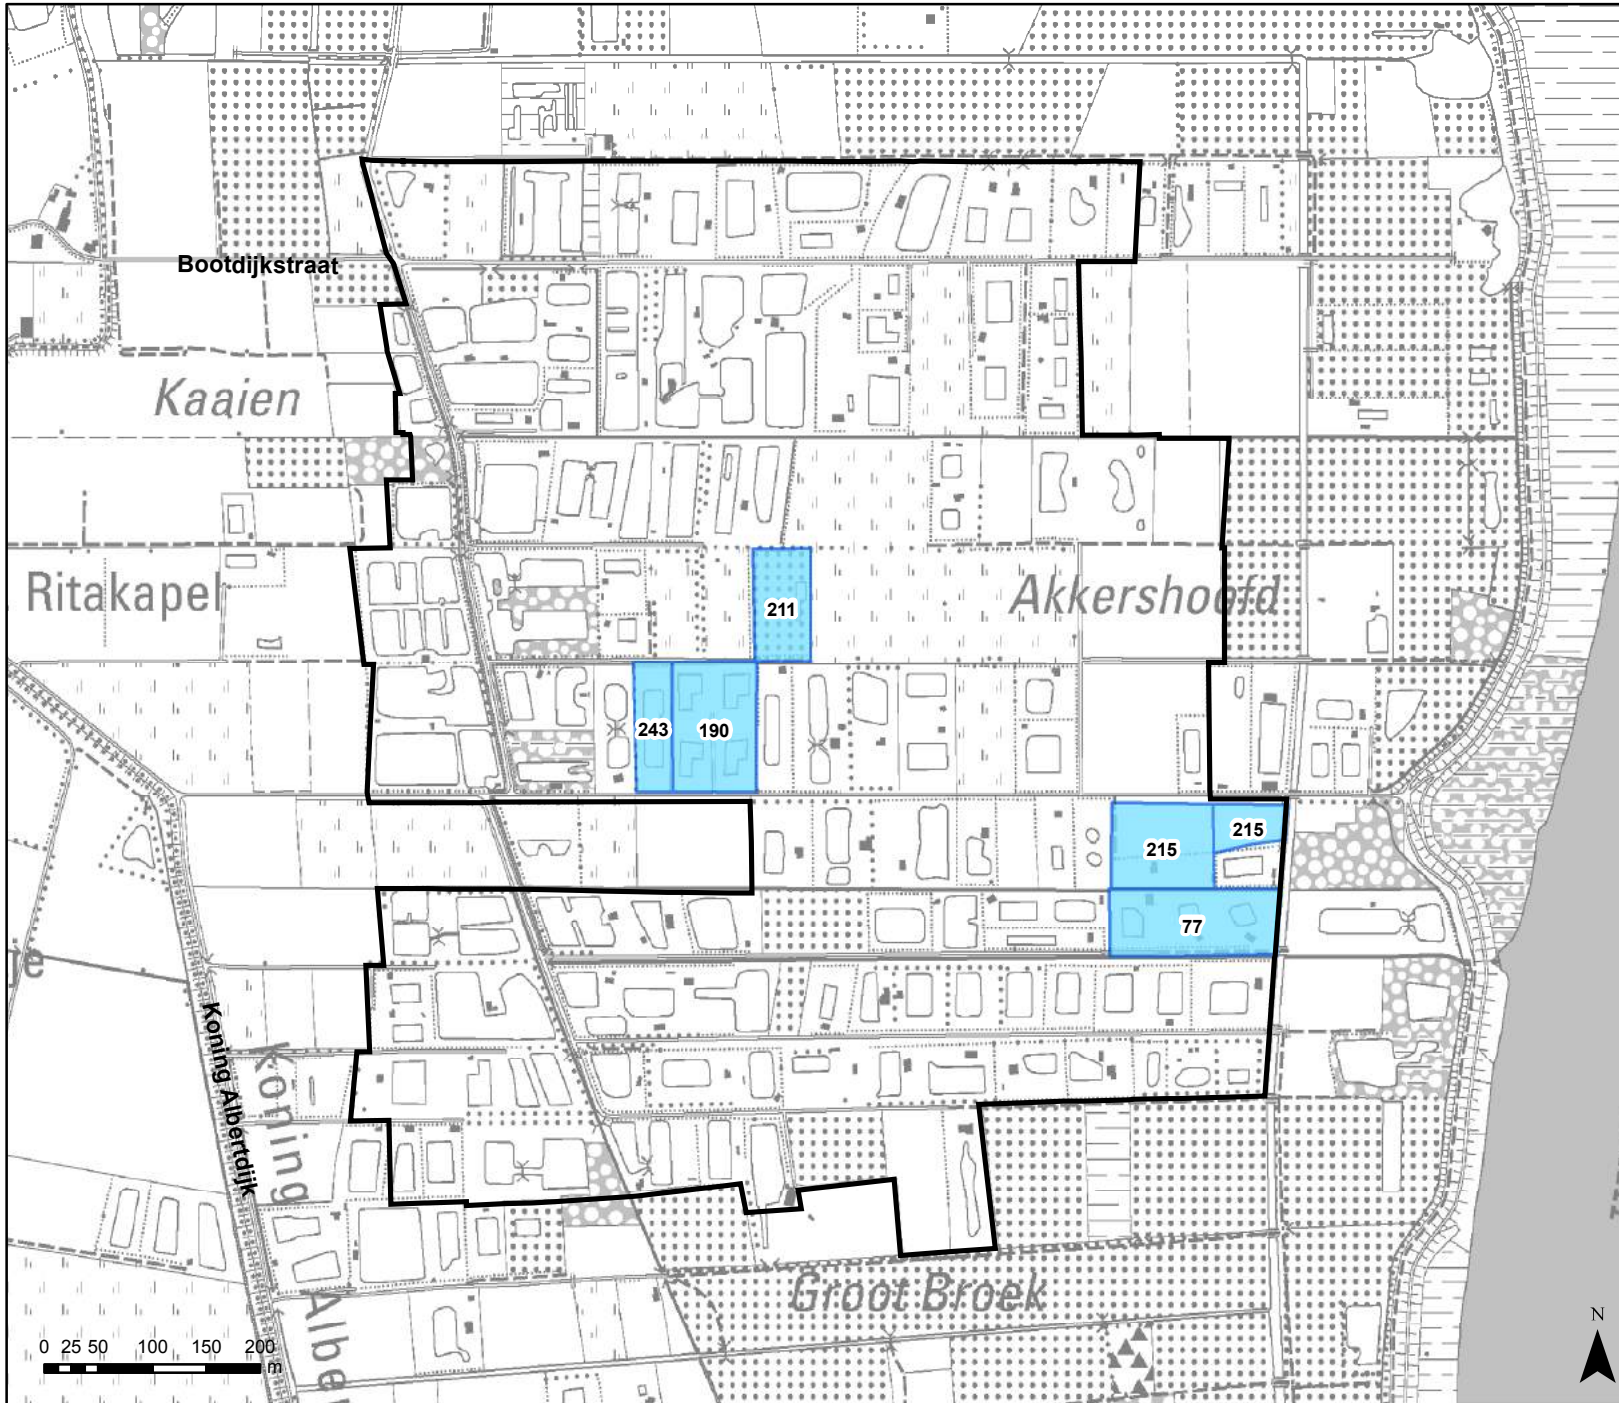 Bootdijkstraat
Kaaien
Ritakapel
Akkershoofd
211
243
190
215
215
77
ge
Koning Albertdijk
Koning
Albe
Groot Broek
0 25 50 100 150 200
m
N